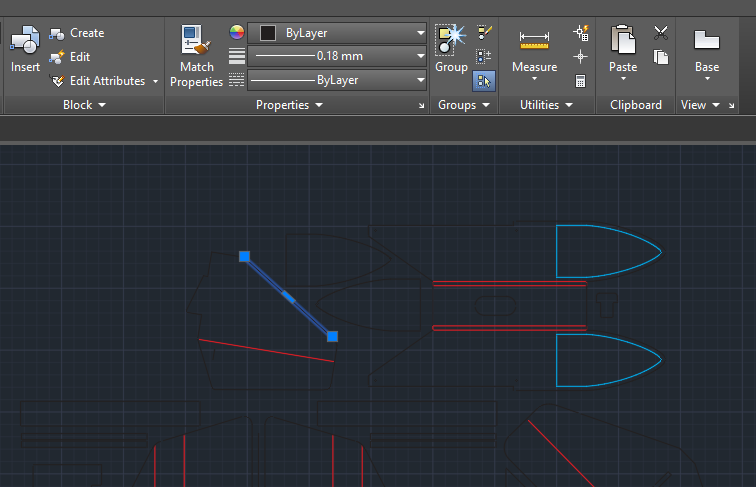 Create
ByLayer
Edit
0.18 mm
Insert
Match
Properties
Group
Measure
Paste
Base
Edit Attributes
ByLayer
Block
Properties
Groups
Utilities
Clipboard
View